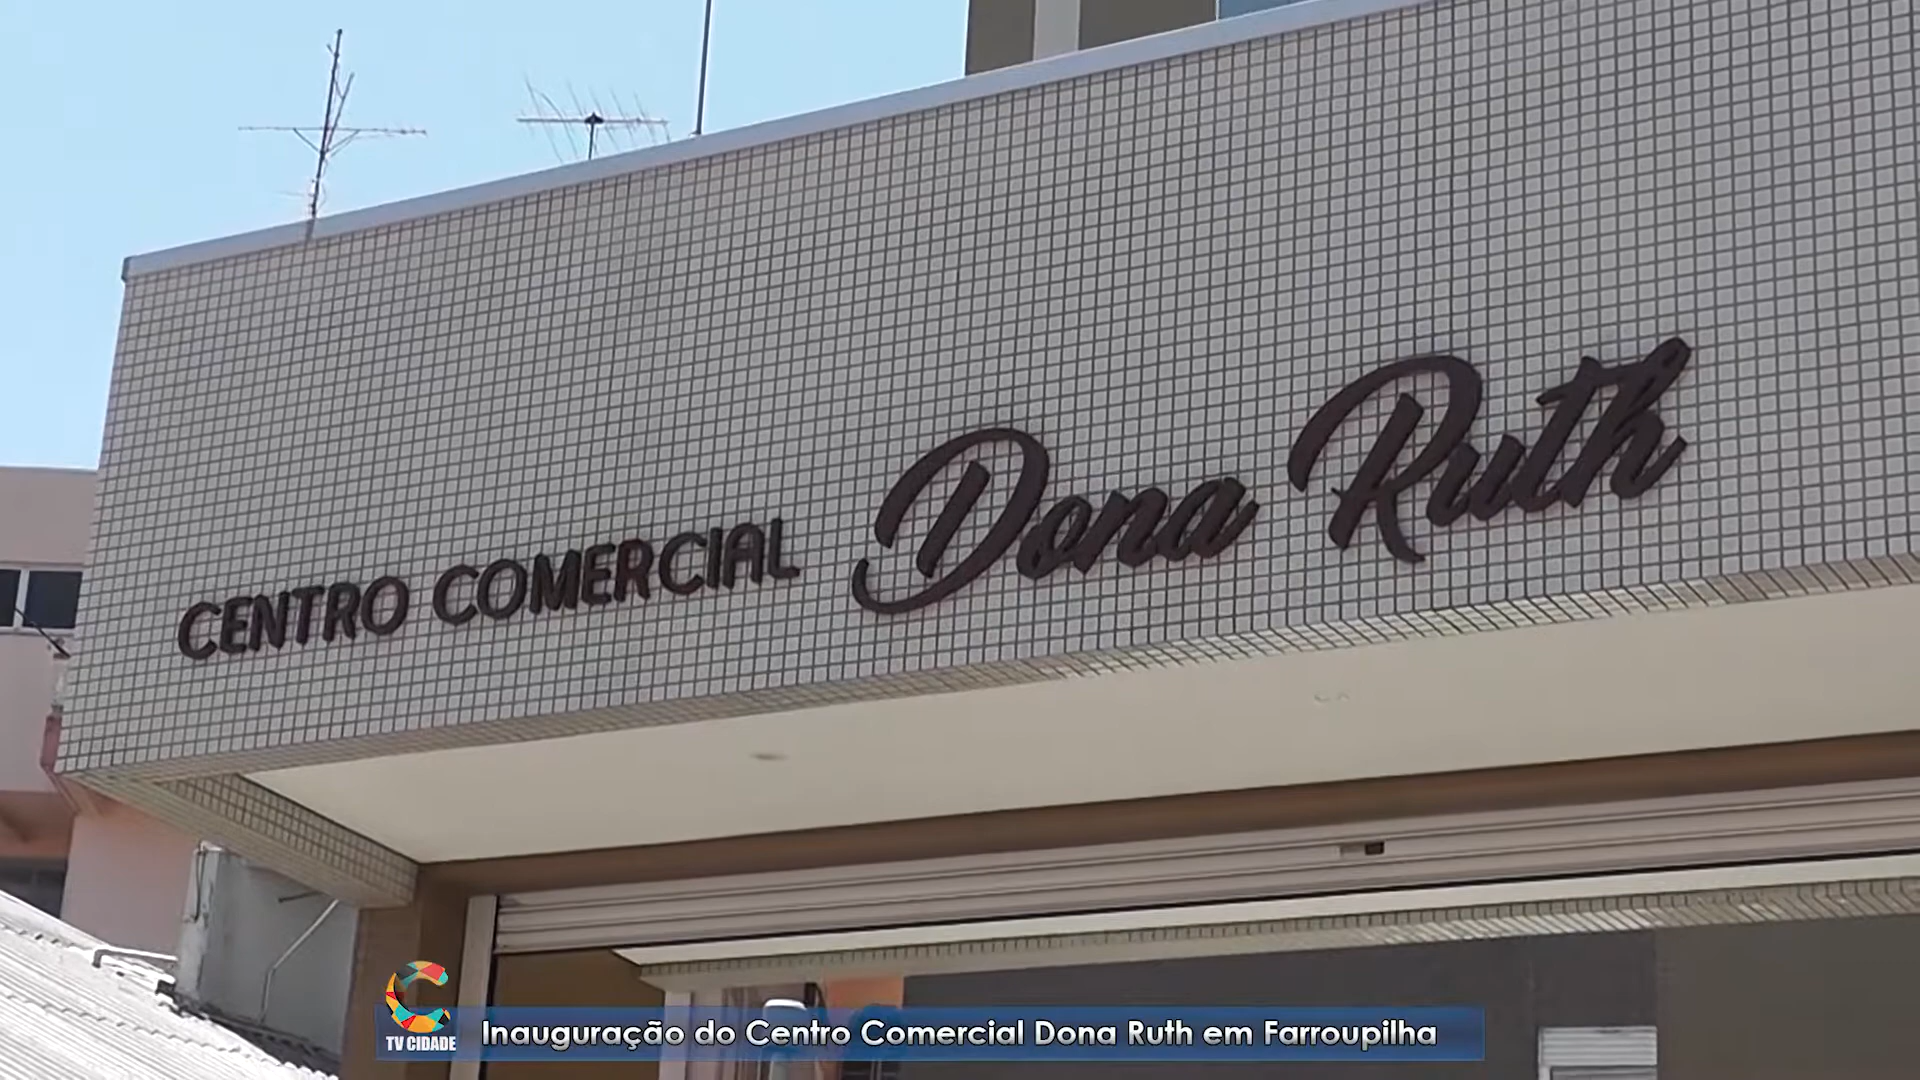 CENTRO COMERCIAL Dona Ruth
TV CIDADE
Inauguração do Centro Comercial Dona Ruth em Farroupilha